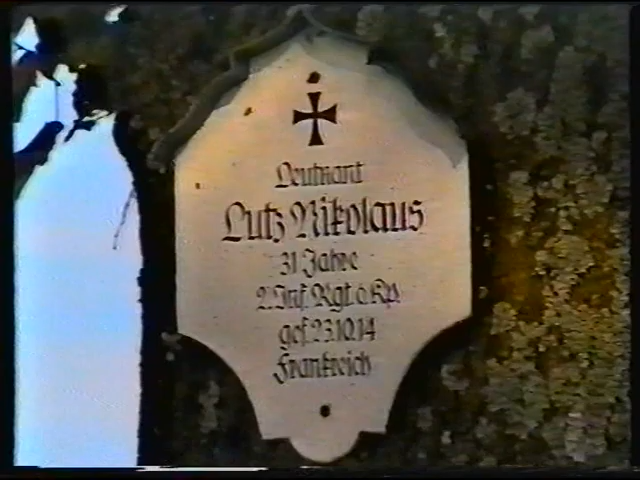 Leutnant
Lutz Nikolaus
31 Jahre
2. Inf. Rgt. 6. Kp.
gef. 23.10.14
Frankreich